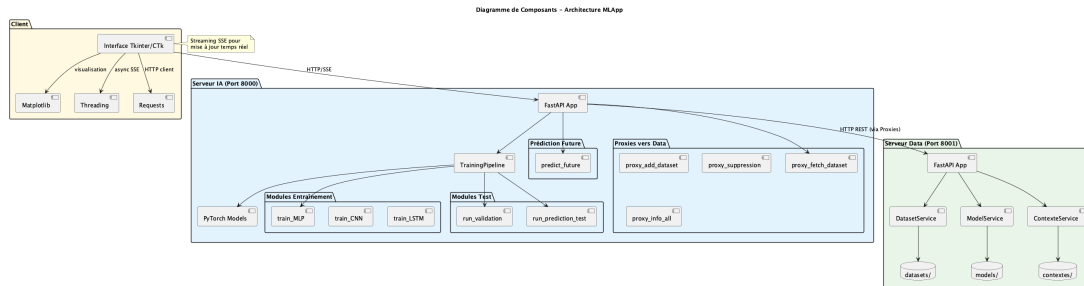 Diagramme de Composants - Architecture MLApp
Client
Interface Tkinter/CTk
Streaming SSE pour
mise à jour temps réel
visualisation
async SSE
HTTP client
Matplotlib
Threading
Requests
HTTP/SSE
Serveur IA (Port 8000)
FastAPI App
HTTP REST (via Proxies)
Prédiction Future
predict_future
TrainingPipeline
Proxies vers Data
proxy_add_dataset
proxy_suppression
proxy_fetch_dataset
proxy_info_all
PyTorch Models
Modules Entraînement
train_MLP
train_CNN
train_LSTM
Modules Test
run_validation
run_prediction_test
Serveur Data (Port 8001)
FastAPI App
DatasetService
ModelService
ContexteService
datasets/
models/
contextes/